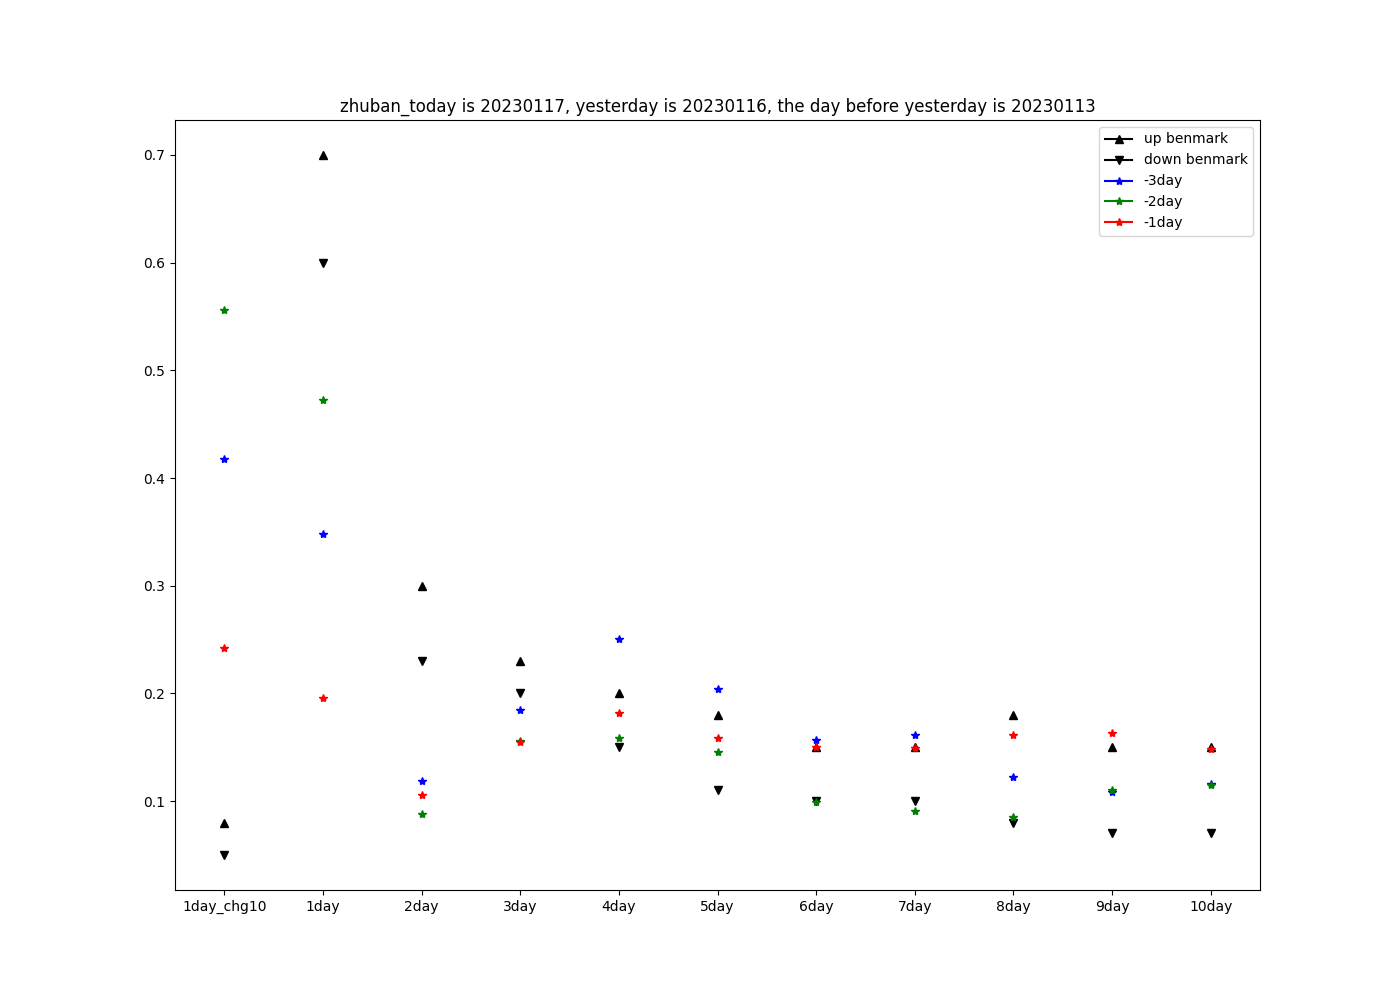 zhuban_today is 20230117, yesterday is 20230116, the day before yesterday is 20230113
up benmark
down benmark
-3day
-2day
-1day
0.7
0.6
0.5
0.4
0.3
0.2
0.1
1day_chg10 1day 2day 3day 4day 5day 6day 7day 8day 9day 10day